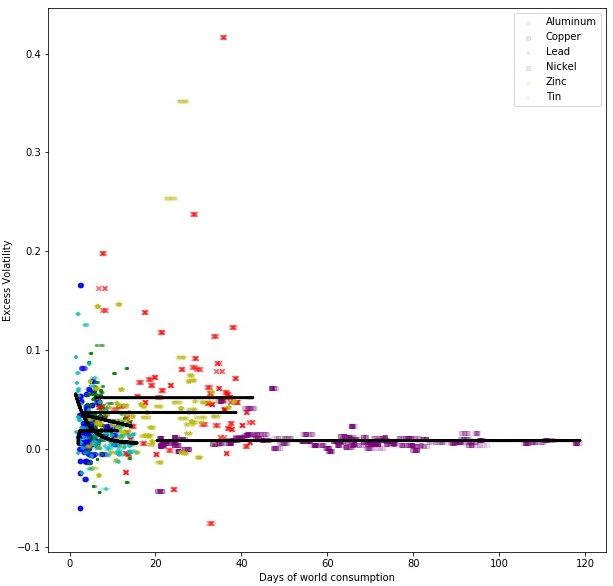 Aluminum
Copper
Lead
Nickel
Zinc
Tin
Excess Volatility
0.4
0.3
0.2
0.1
0.0
−0.1
0
20
40
60
80
100
120
Days of world consumption